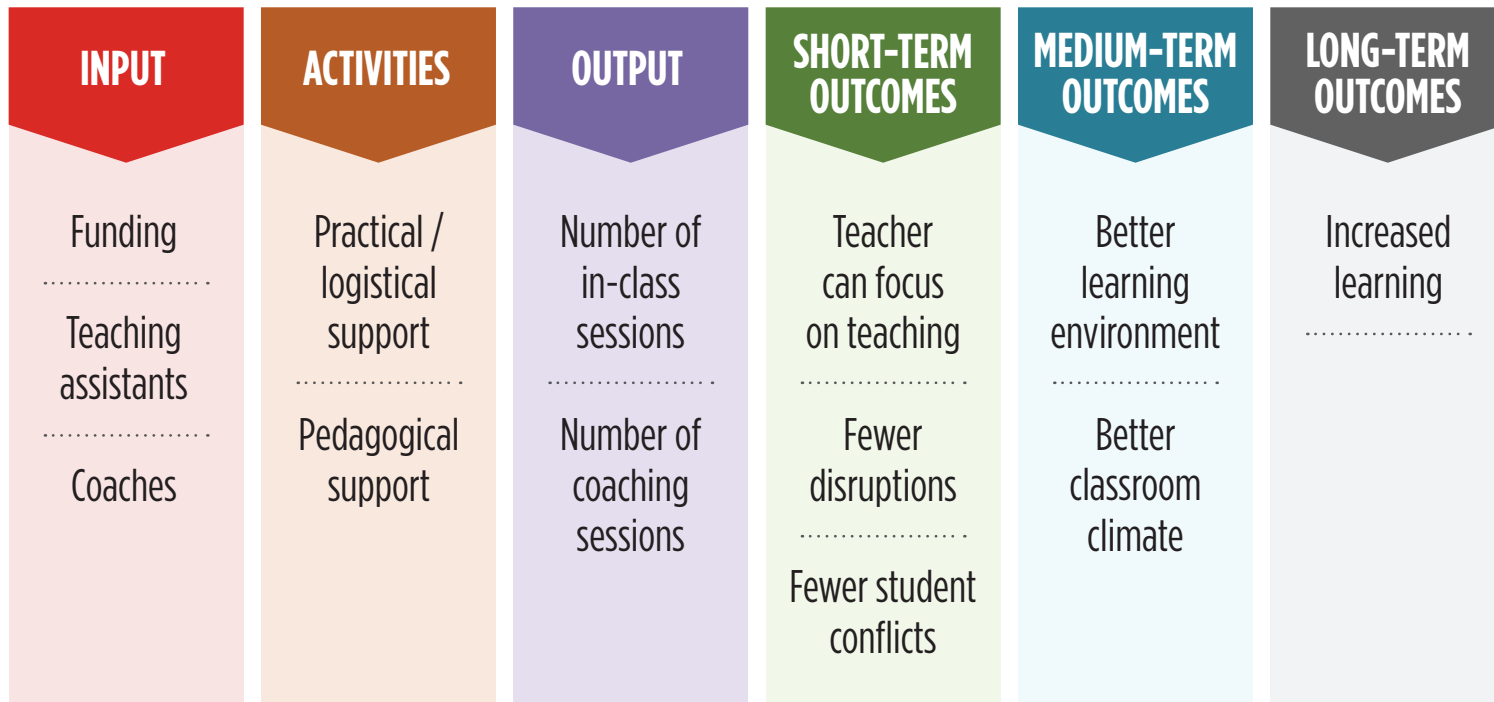 INPUT
Funding
Teaching
assistants
Coaches
ACTIVITIES
Practical /
logistical
support
Pedagogical
support
OUTPUT
Number of
in-class
sessions
Number of
coaching
sessions
SHORT-TERM
OUTCOMES
Teacher
can focus
on teaching
Fewer
disruptions
Fewer student
conflicts
MEDIUM-TERM
OUTCOMES
Better
learning
environment
Better
classroom
climate
LONG-TERM
OUTCOMES
Increased
learning